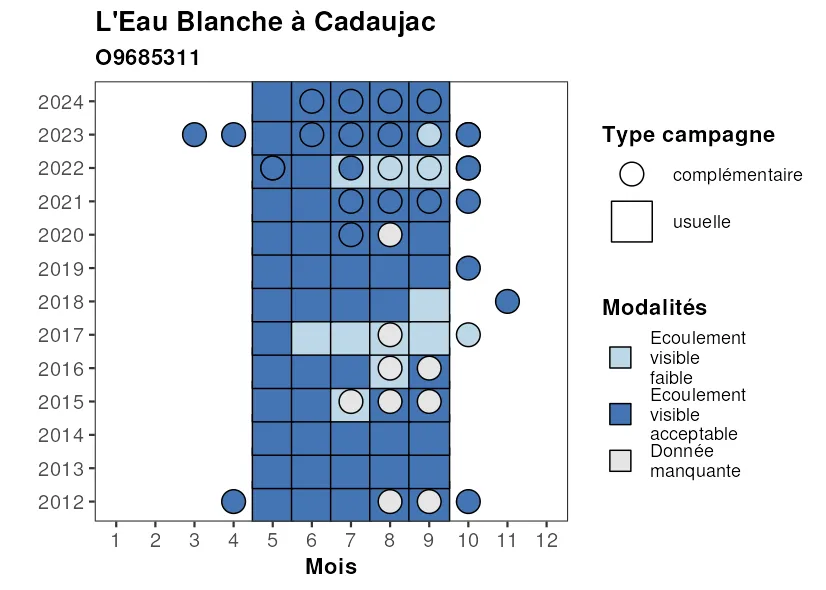 L'Eau Blanche à Cadaujac
O9685311
2024
2023
2022
2021
2020
2019
2018
2017
2016
2015
2014
2013
2012
1 2 3 4 5 6 7 8 9 10 11 12
Mois
Type campagne
complémentaire
usuelle
Modalités
Ecoulement
visible
faible
Ecoulement
visible
acceptable
Donnée
manquante